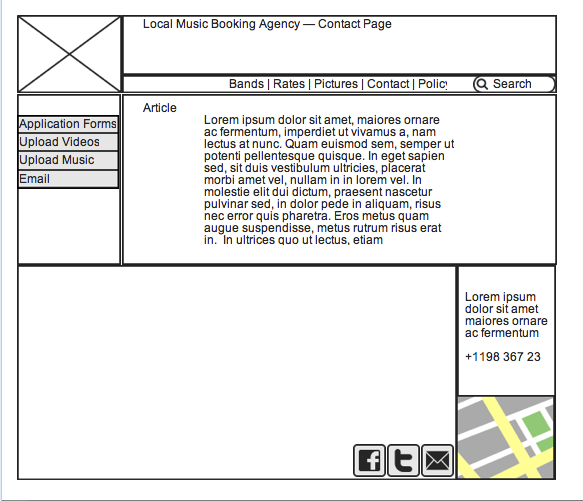 Local Music Booking Agency — Contact Page
Bands | Rates | Pictures | Contact | Policy
Search
Article
Application Forms
Upload Videos
Upload Music
Email
Lorem ipsum dolor sit amet, maiores ornare
ac fermentum, imperdiet ut vivamus a, nam
lectus at nunc. Quam euismod sem, semper ut
potenti pellentesque quisque. In eget sapien
sed, sit duis vestibulum ultricies, placerat
morbi amet vel, nullam in in lorem vel. In
molestie elit dui dictum, praesent nascetur
pulvinar sed, in dolor pede in aliquam, risus
nec error quis pharetra. Eros metus quam
augue suspendisse, metus rutrum risus erat
in. In ultrices quo ut lectus, etiam
Lorem ipsum
dolor sit amet
maiores ornare
ac fermentum
+1198 367 23